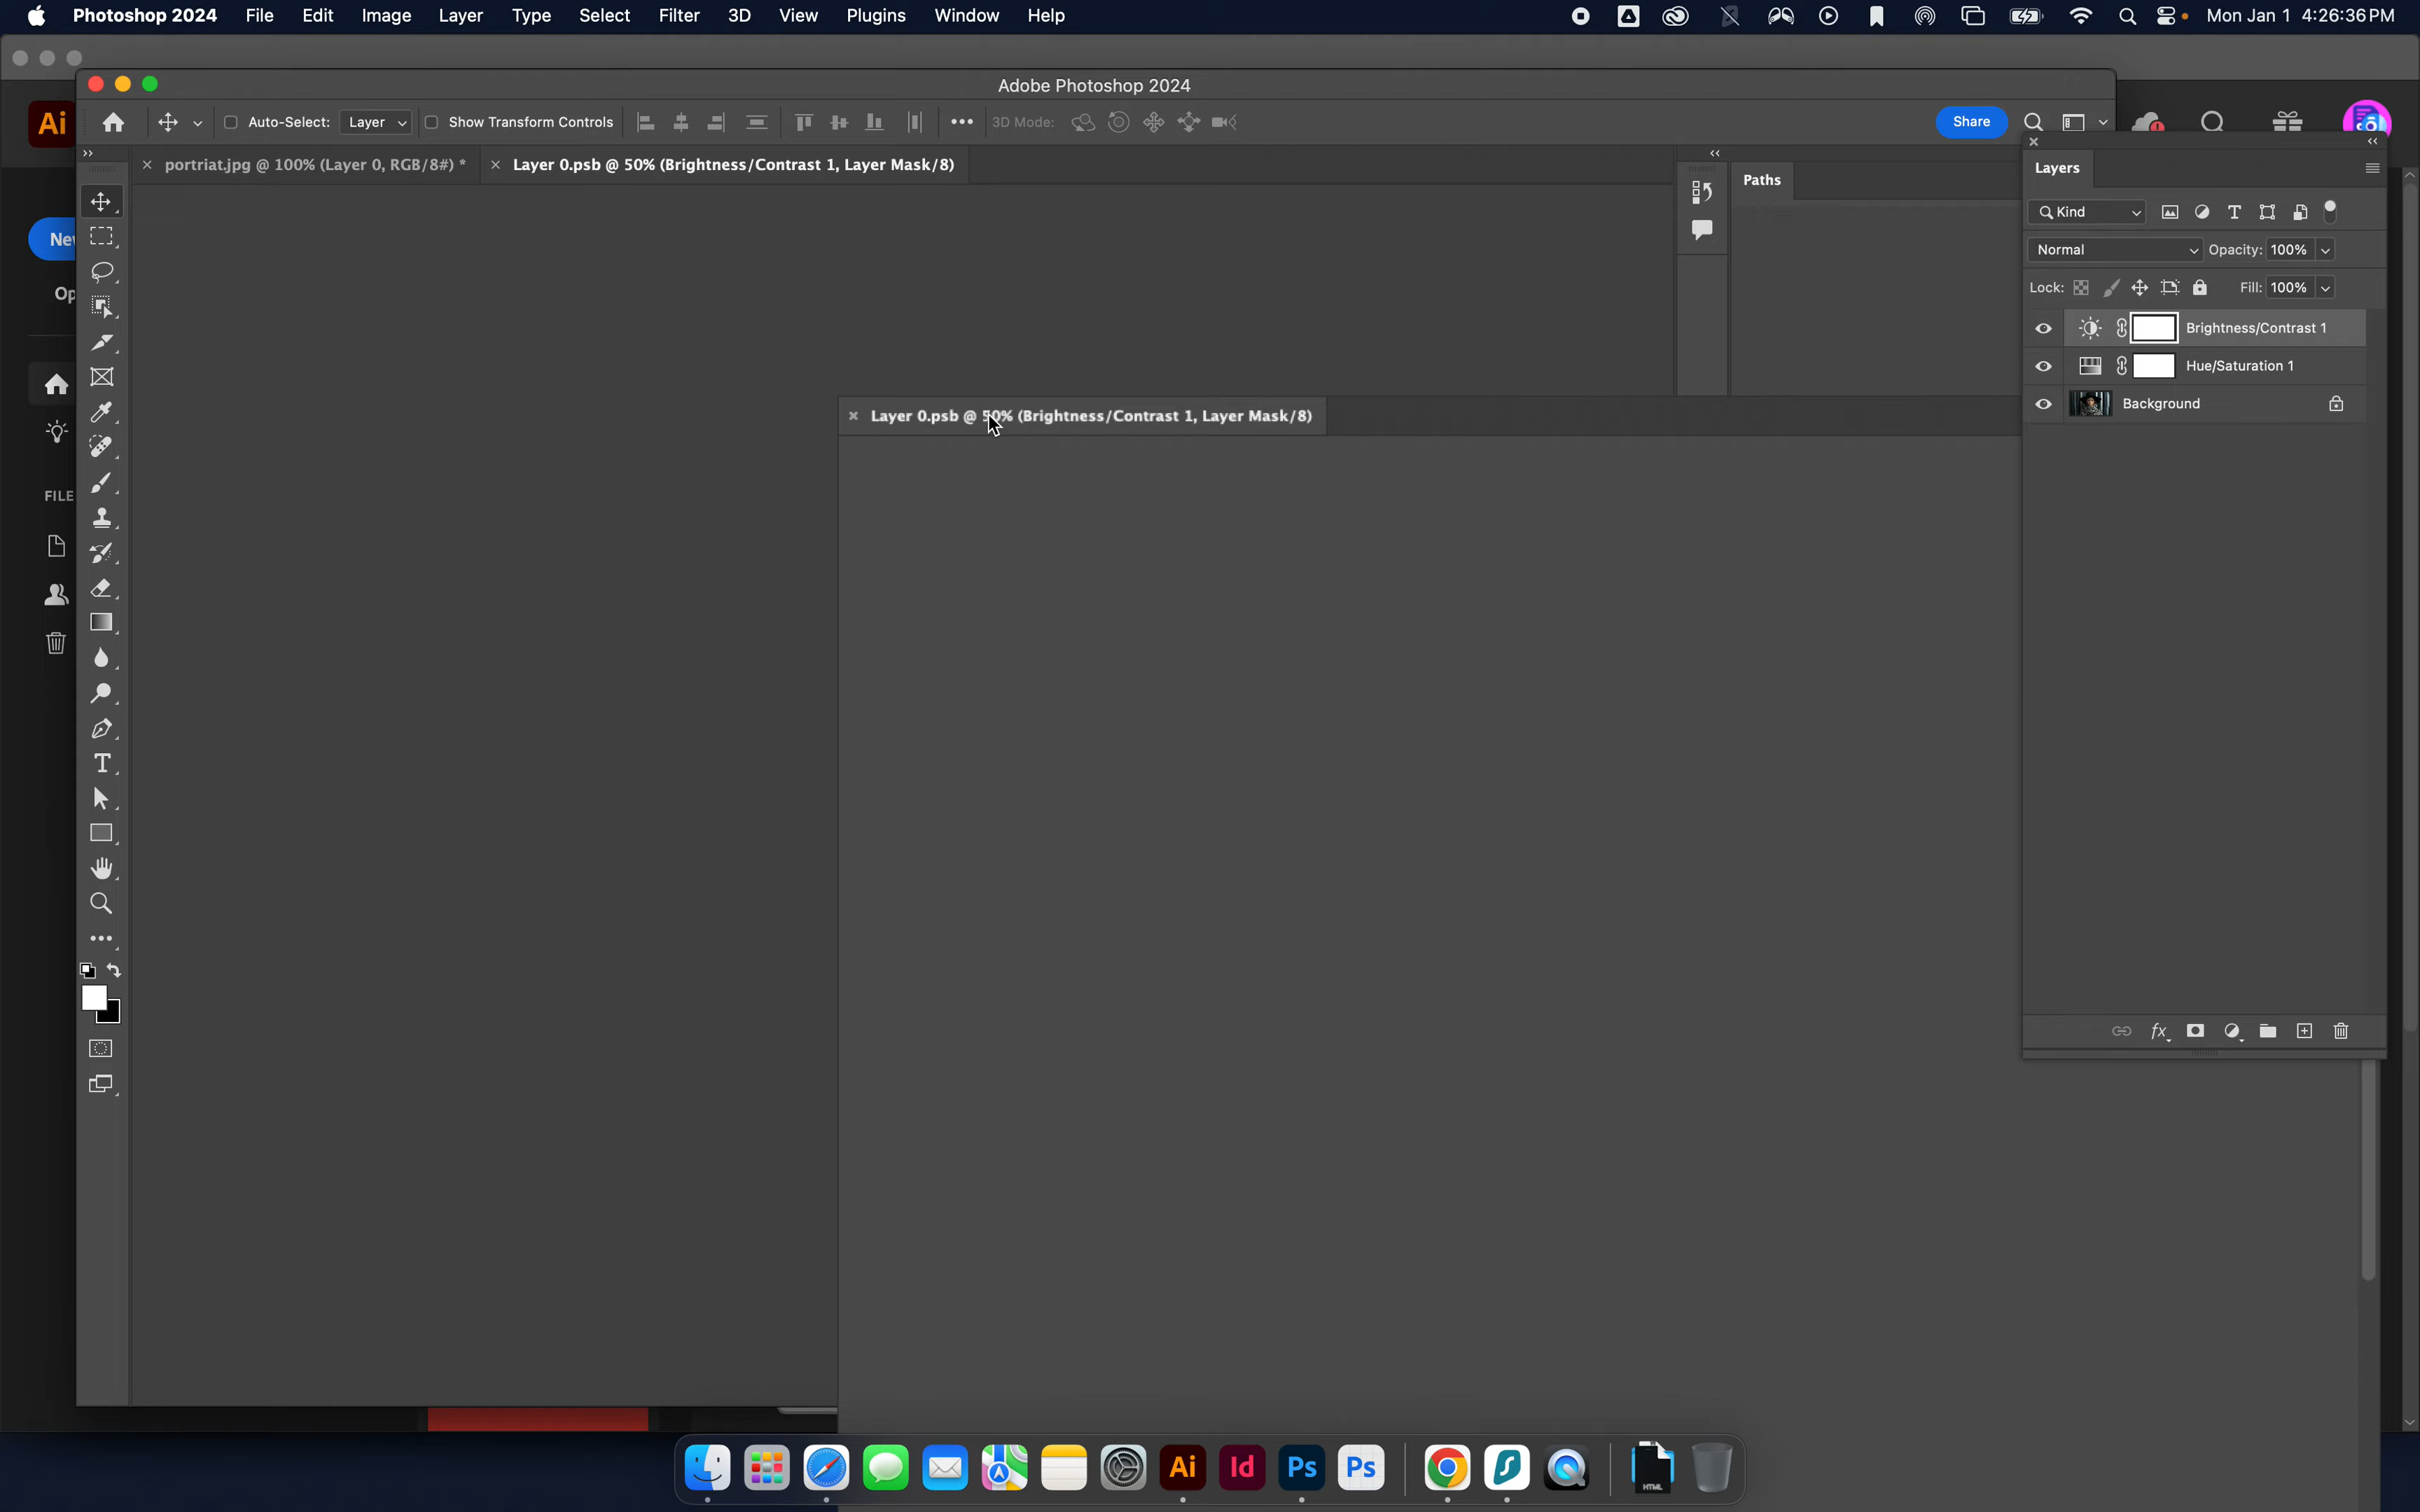 Photoshop 2024 File Edit Image Layer Type Select Filter 3D View Plugins Window Help Mon Jan 1 4:26:36 PM
Adobe Photoshop 2024
Ai
Auto-Select: Layer Show Transform Controls 3D Mode: Share
portriat.jpg @ 100% (Layer 0, RGB/8#) * Layer 0.psb @ 50% (Brightness/Contrast 1, Layer Mask/8)
Layers
Paths
Kind
Normal Opacity: 100%
Lock: Fill: 100%
Brightness/Contrast 1
Hue/Saturation 1
Background
Layer 0.psb @ 50% (Brightness/Contrast 1, Layer Mask/8)
Ne
Op
FILE
T
fx
Ai Id Ps Ps HTML